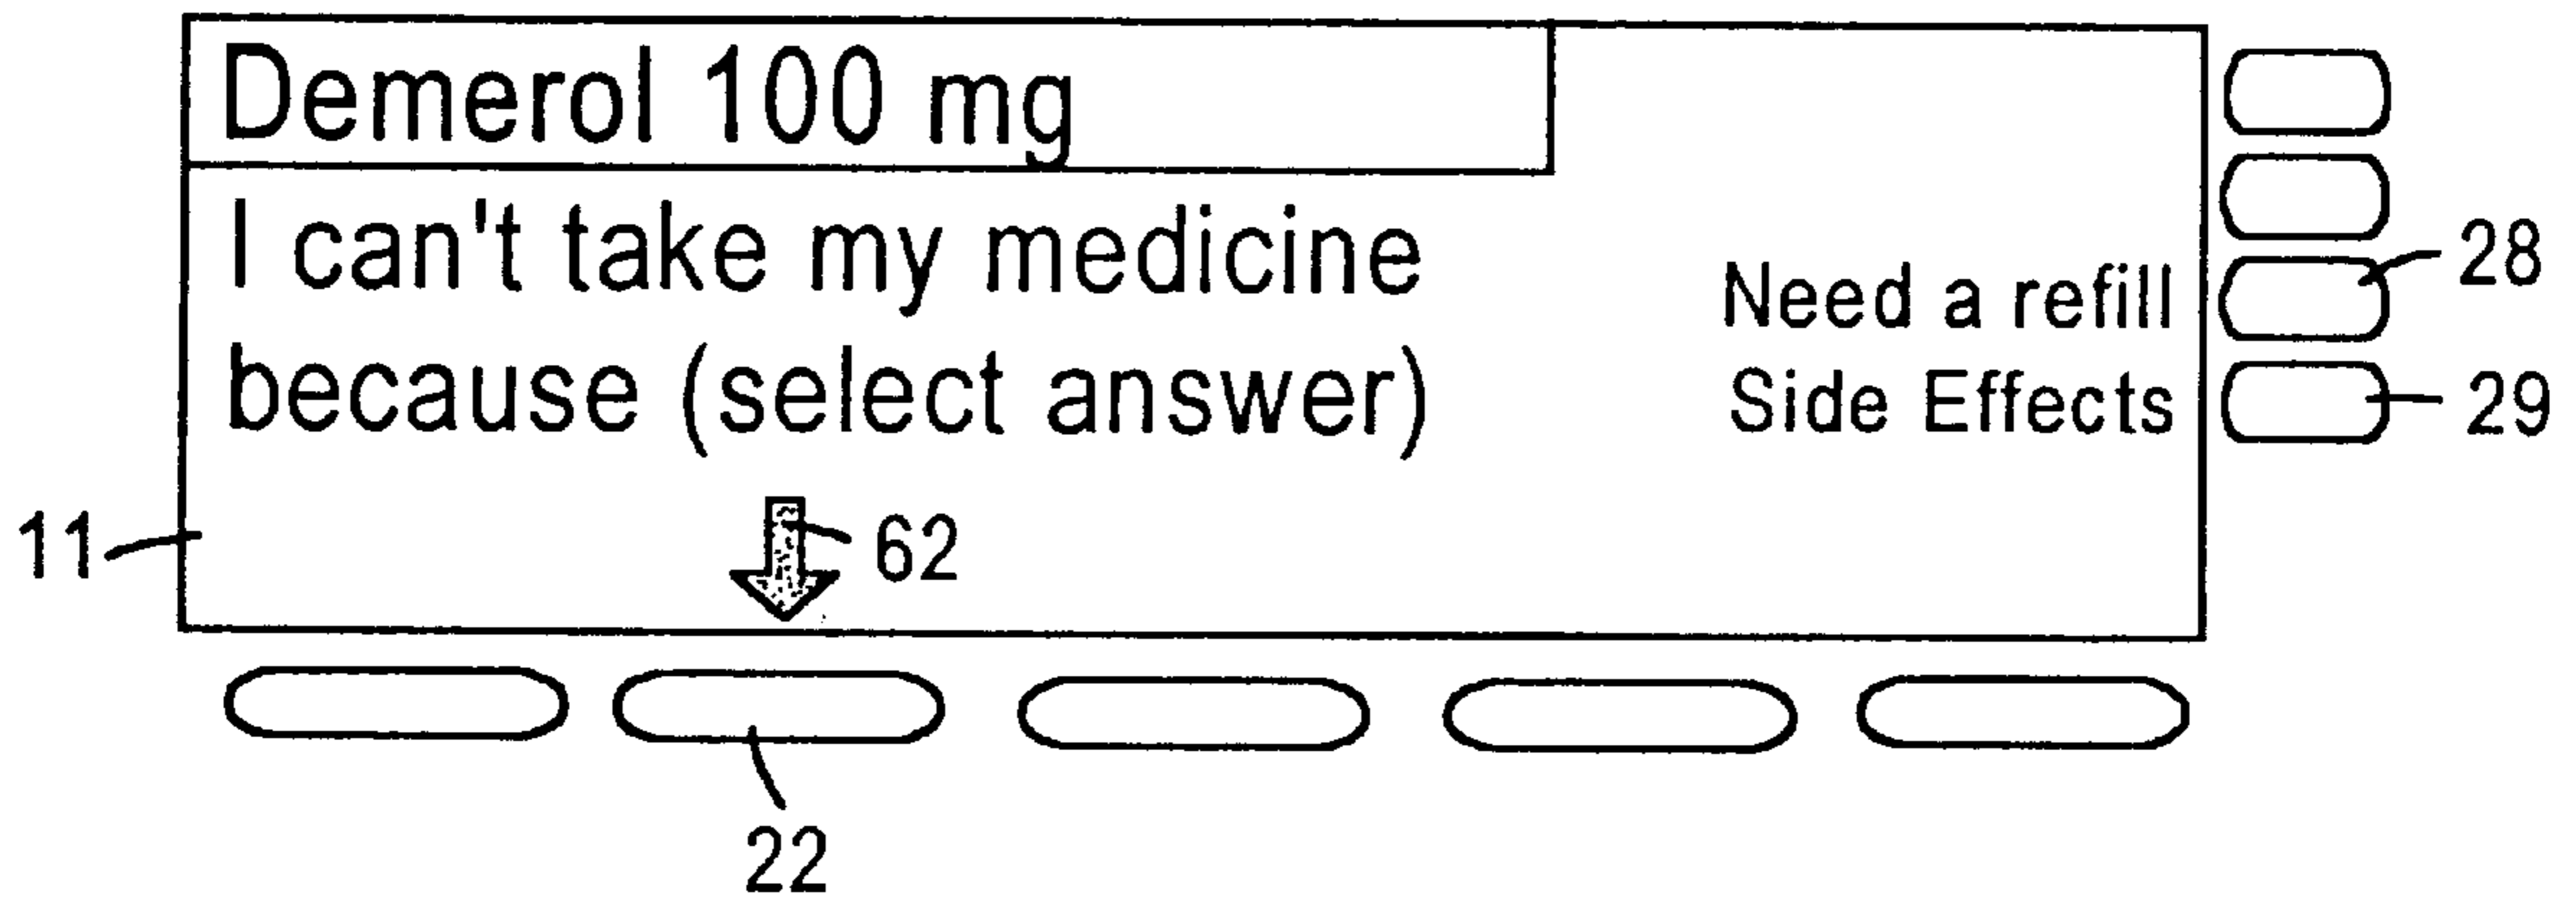 Demerol 100 mg
I can't take my medicine
because (select answer)
Need a refill
Side Effects
28
29
11
62
22